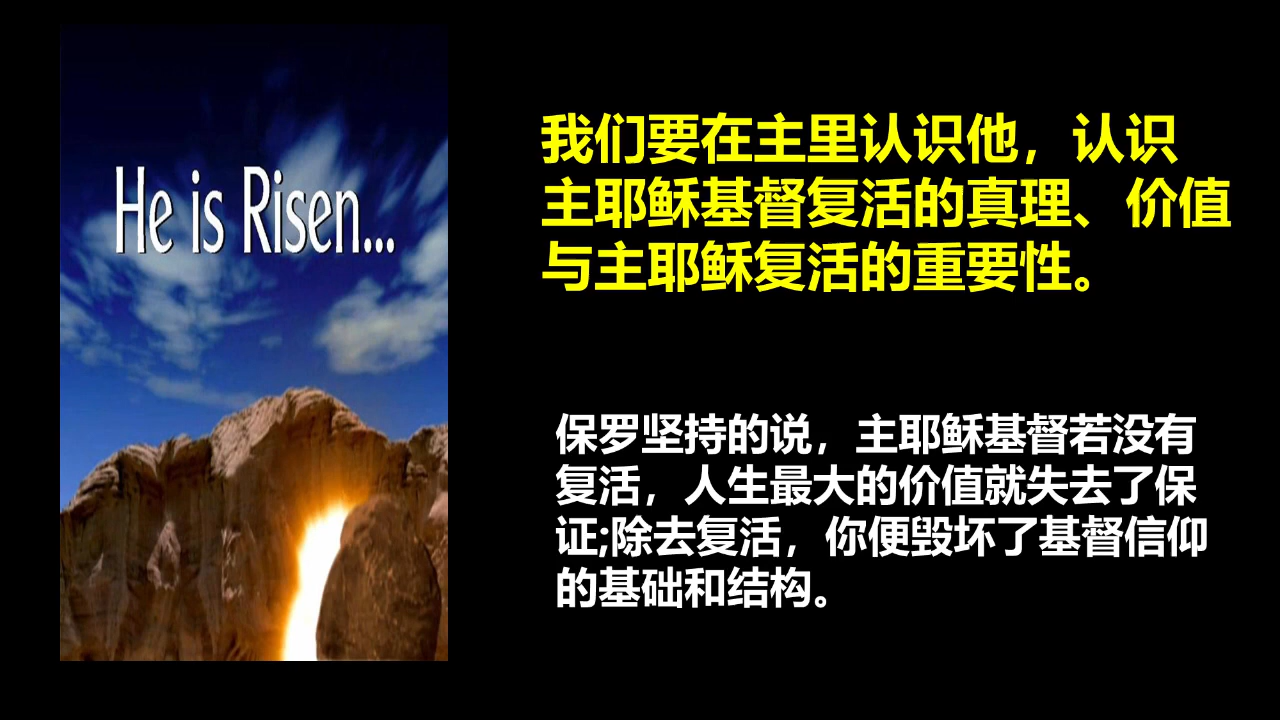 He is Risen...
我们要在主里认识他，认识
主耶稣基督复活的真理、价值
与主耶稣复活的重要性。
保罗坚持的说，主耶稣基督若没有
复活，人生最大的价值就失去了保
证;除去复活，你便毁坏了基督信仰
的基础和结构。